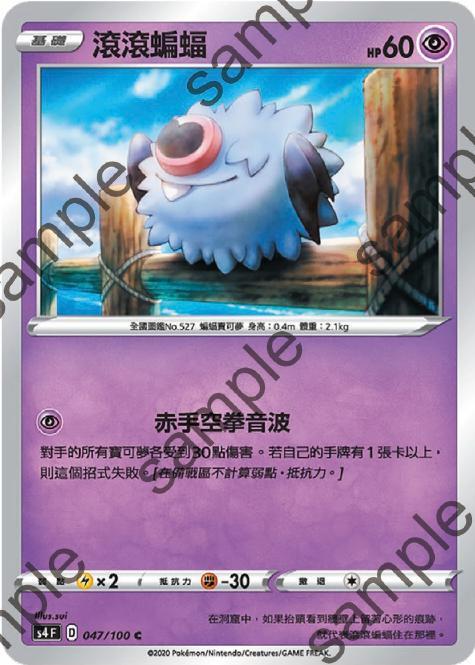 基礎 滾滾蝙蝠 HP60
全國圖鑑No.527 蝙蝠寶可夢 身高:0.4m 體重:2.1kg
赤手空拳音波
對手的所有寶可夢各受到30點傷害。若自己的手牌有1張卡以上,
則這個招式失敗。[在備戰區不計算弱點・抵抗力。]
弱點 ×2 抵抗力 -30 撤退
illus.sui
s4 F D 047/100 C
在洞窟中,如果抬頭看到牆壁上留著心形的痕跡,
就代表滾滾蝙蝠住在那裡。
©2020 Pokémon/Nintendo/Creatures/GAME FREAK.
sample
sample
sample
sample
sample
sample
sample
sample